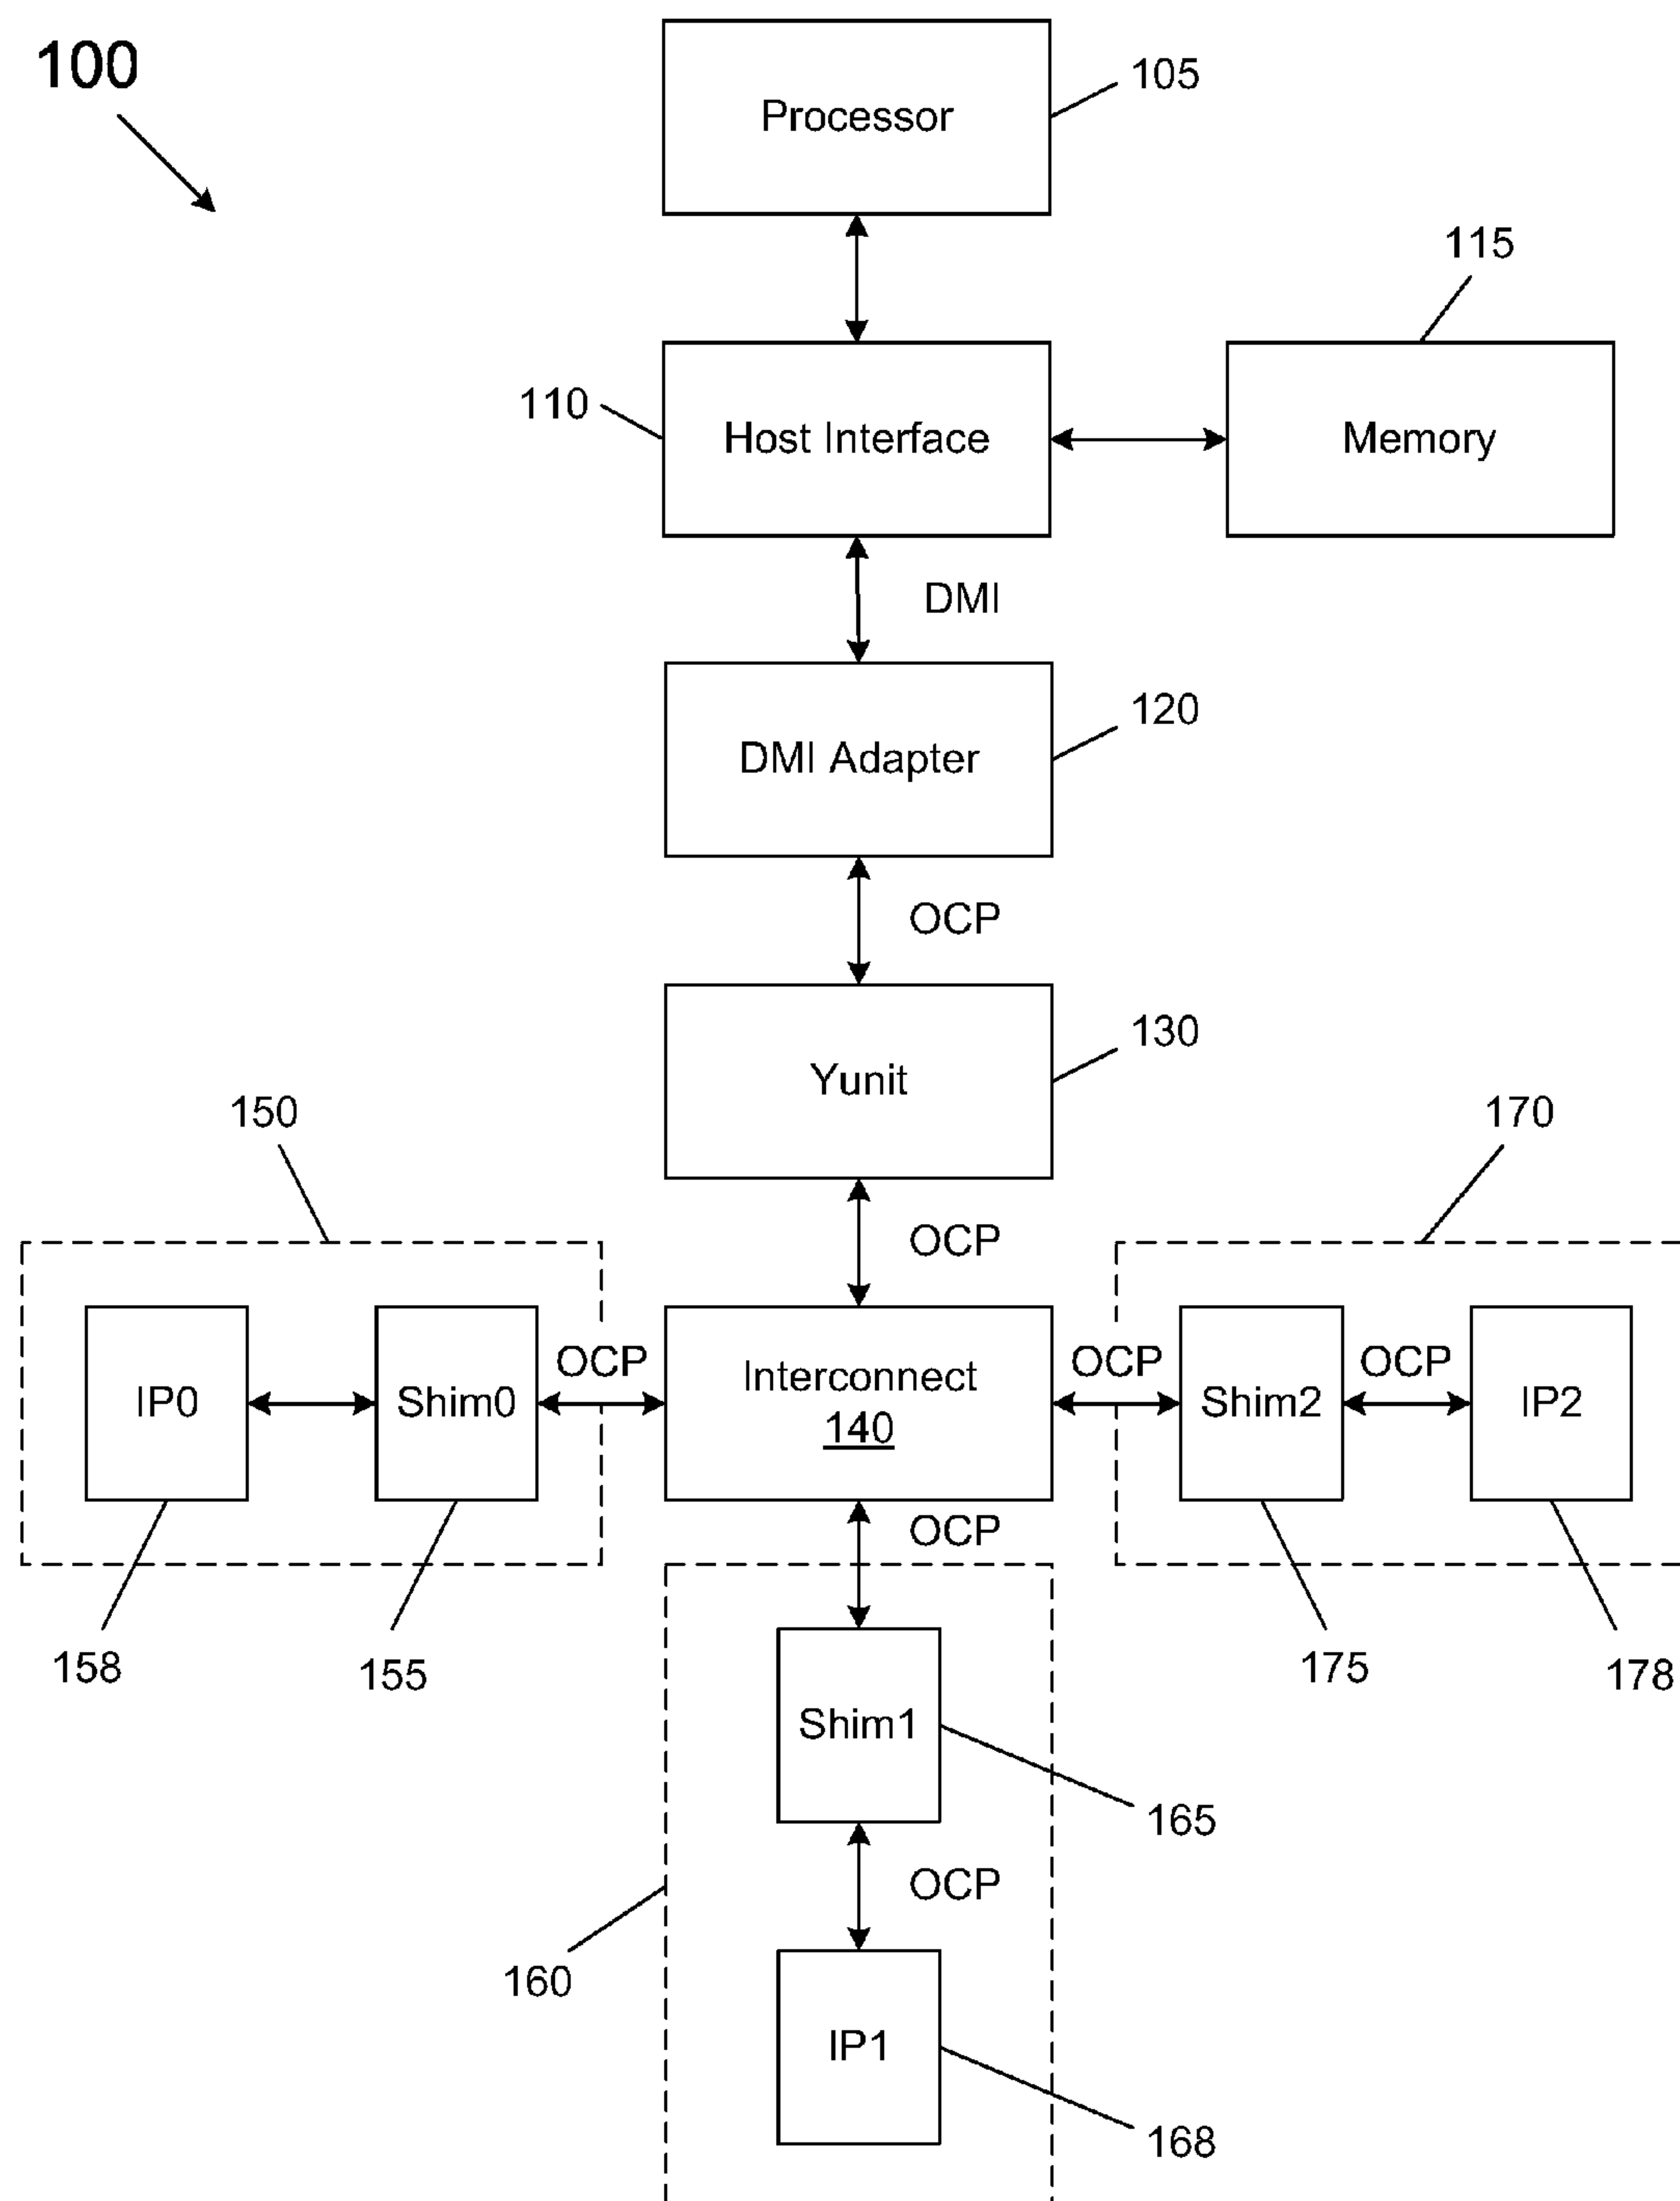 100
Processor
105
115
110
Host Interface
Memory
DMI
120
DMI Adapter
OCP
130
Yunit
150
170
OCP
IP0
Shim0
OCP
Interconnect
140
OCP
Shim2
OCP
IP2
OCP
158
155
175
178
Shim1
165
OCP
160
IP1
168